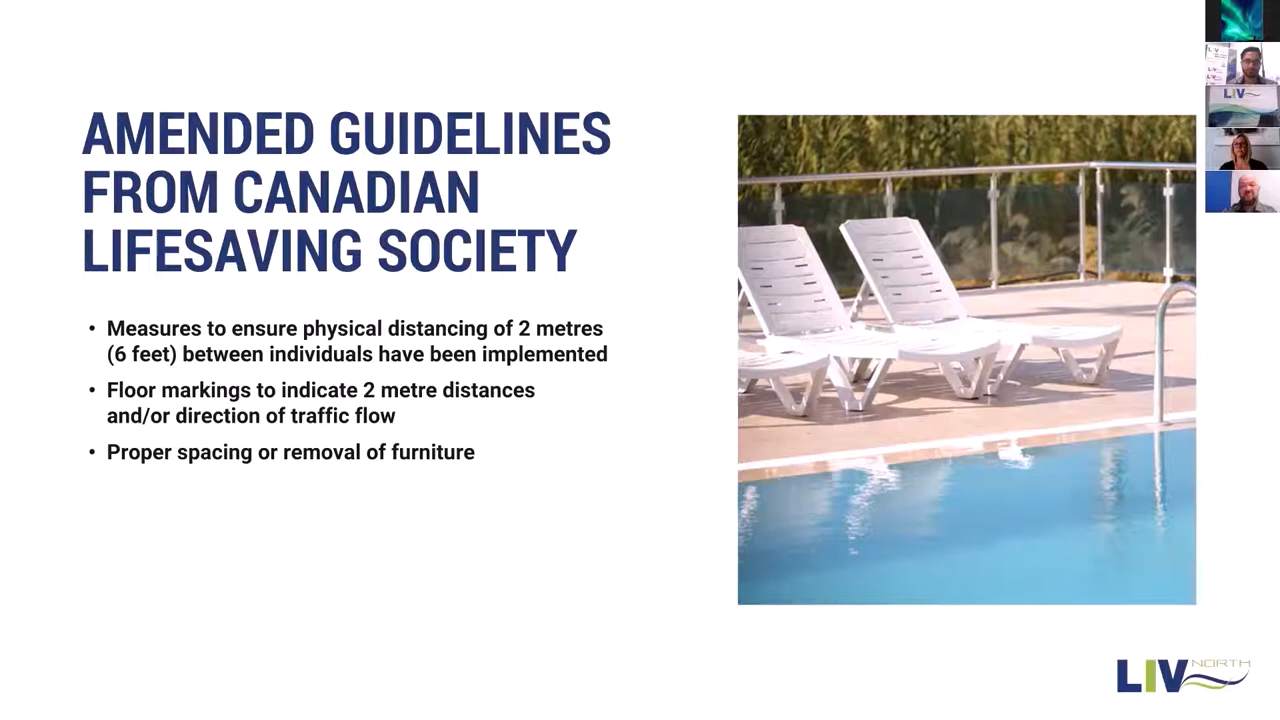 AMENDED GUIDELINES
FROM CANADIAN
LIFESAVING SOCIETY
• Measures to ensure physical distancing of 2 metres
(6 feet) between individuals have been implemented
• Floor markings to indicate 2 metre distances
and/or direction of traffic flow
• Proper spacing or removal of furniture
LIV
LIV NORTH